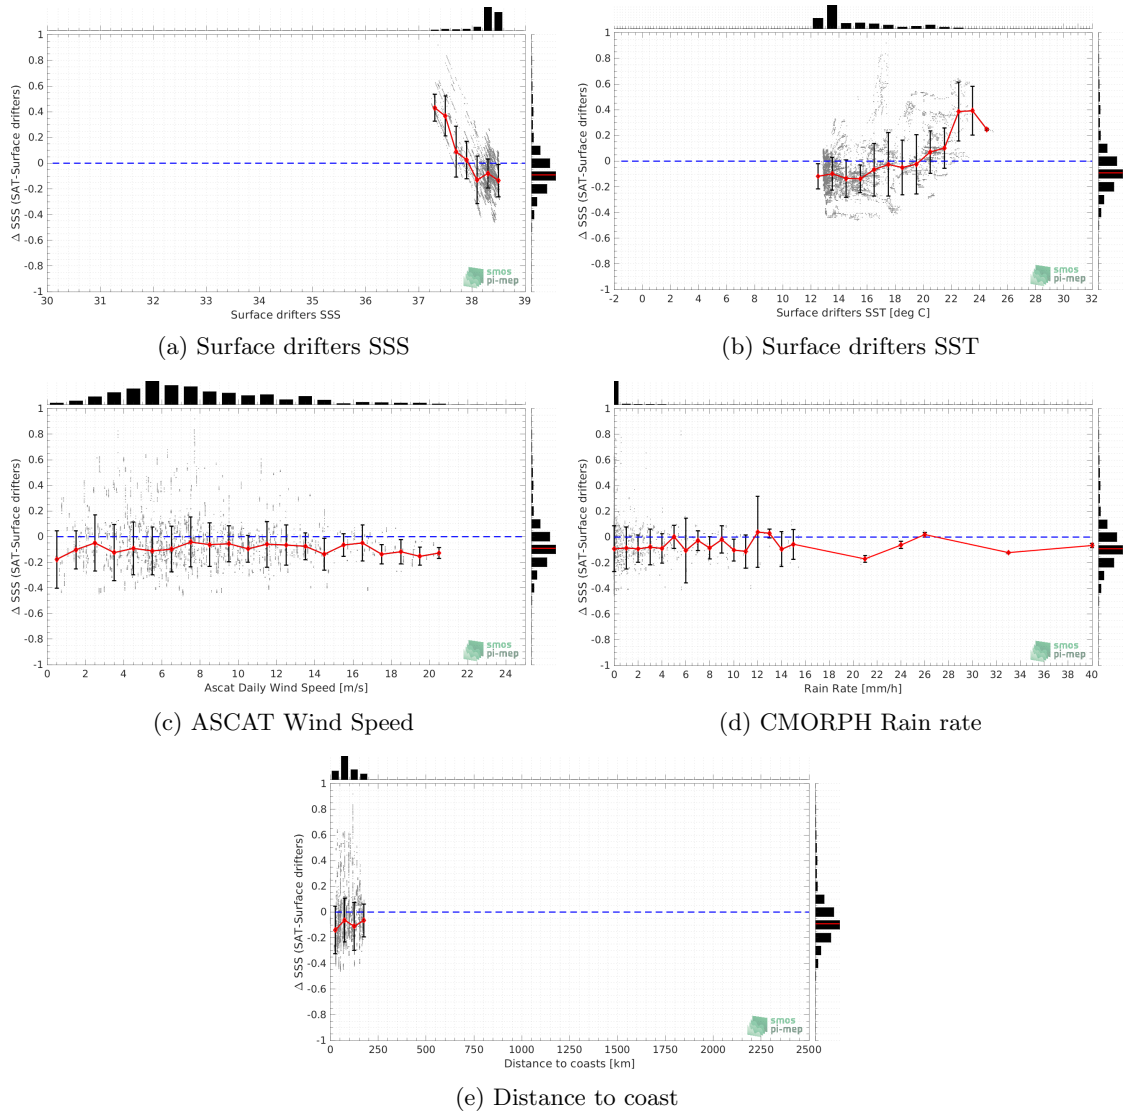 Δ SSS (SAT-Surface drifters)
1
0.8
0.6
0.4
0.2
0
-0.2
-0.4
-0.6
-0.8
-1
30 31 32 33 34 35 36 37 38 39
Surface drifters SSS
smos
pi-mep
(a) Surface drifters SSS
Δ SSS (SAT-Surface drifters)
1
0.8
0.6
0.4
0.2
0
-0.2
-0.4
-0.6
-0.8
-1
-2 0 2 4 6 8 10 12 14 16 18 20 22 24 26 28 30 32
Surface drifters SST [deg C]
smos
pi-mep
(b) Surface drifters SST
Δ SSS (SAT-Surface drifters)
1
0.8
0.6
0.4
0.2
0
-0.2
-0.4
-0.6
-0.8
-1
0 2 4 6 8 10 12 14 16 18 20 22 24
Ascat Daily Wind Speed [m/s]
smos
pi-mep
(c) ASCAT Wind Speed
Δ SSS (SAT-Surface drifters)
1
0.8
0.6
0.4
0.2
0
-0.2
-0.4
-0.6
-0.8
-1
0 2 4 6 8 10 12 14 16 18 20 22 24 26 28 30 32 34 36 38 40
Rain Rate [mm/h]
smos
pi-mep
(d) CMORPH Rain rate
Δ SSS (SAT-Surface drifters)
1
0.8
0.6
0.4
0.2
0
-0.2
-0.4
-0.6
-0.8
-1
0 250 500 750 1000 1250 1500 1750 2000 2250 2500
Distance to coasts [km]
smos
pi-mep
(e) Distance to coast